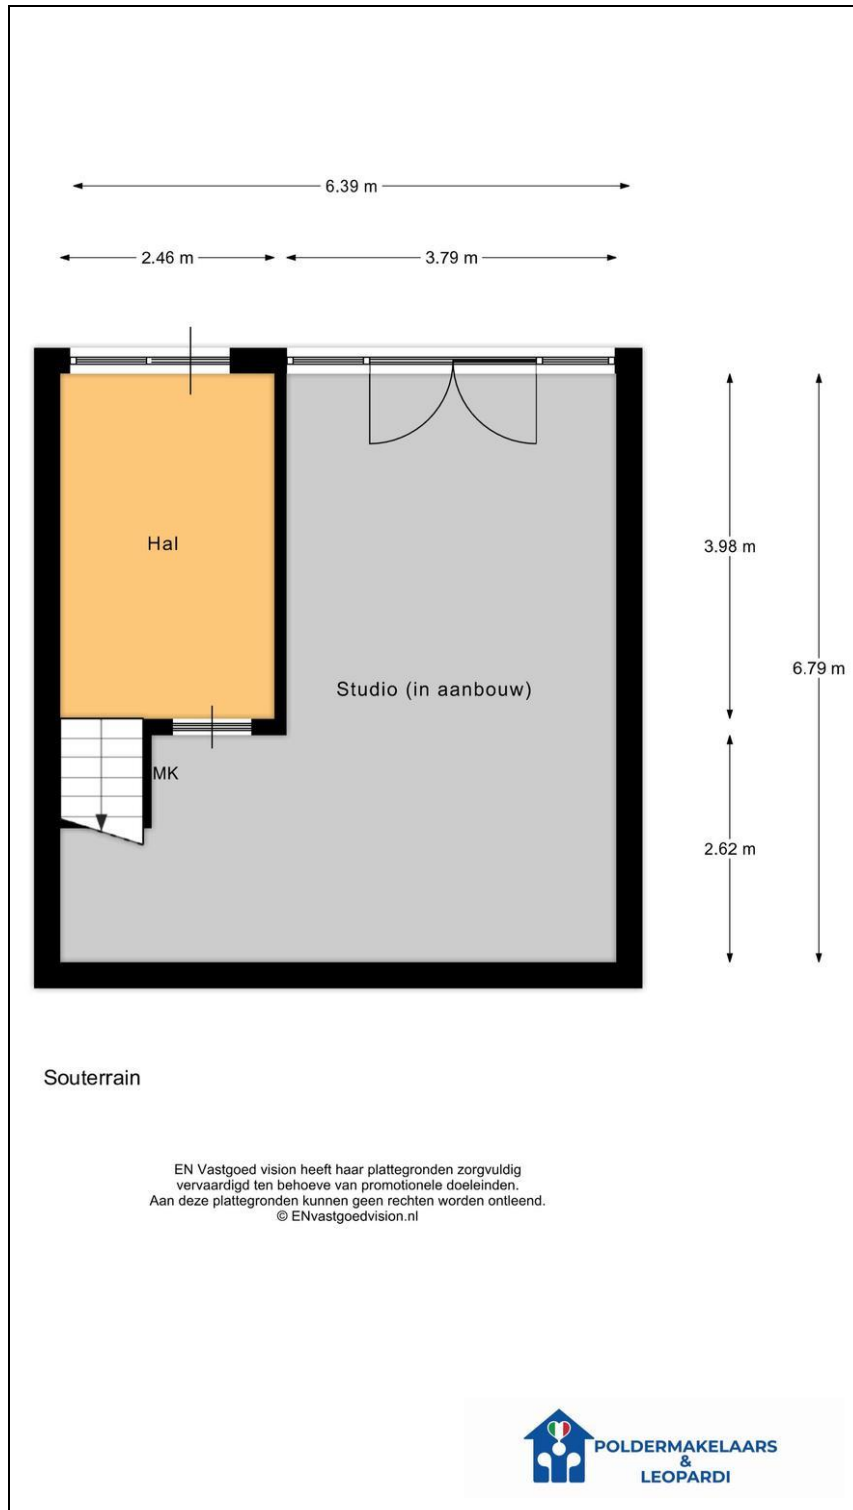 6.39 m
2.46 m
3.79 m
Hal
3.98 m
6.79 m
Studio (in aanbouw)
MK
2.62 m
Souterrain
EN Vastgoed vision heeft haar plattegronden zorgvuldig
vervaardigd ten behoeve van promotionele doeleinden.
Aan deze plattegronden kunnen geen rechten worden ontleend.
© ENvastgoedvision.nl
POLDERMAKELAARS
&
LEOPARDI